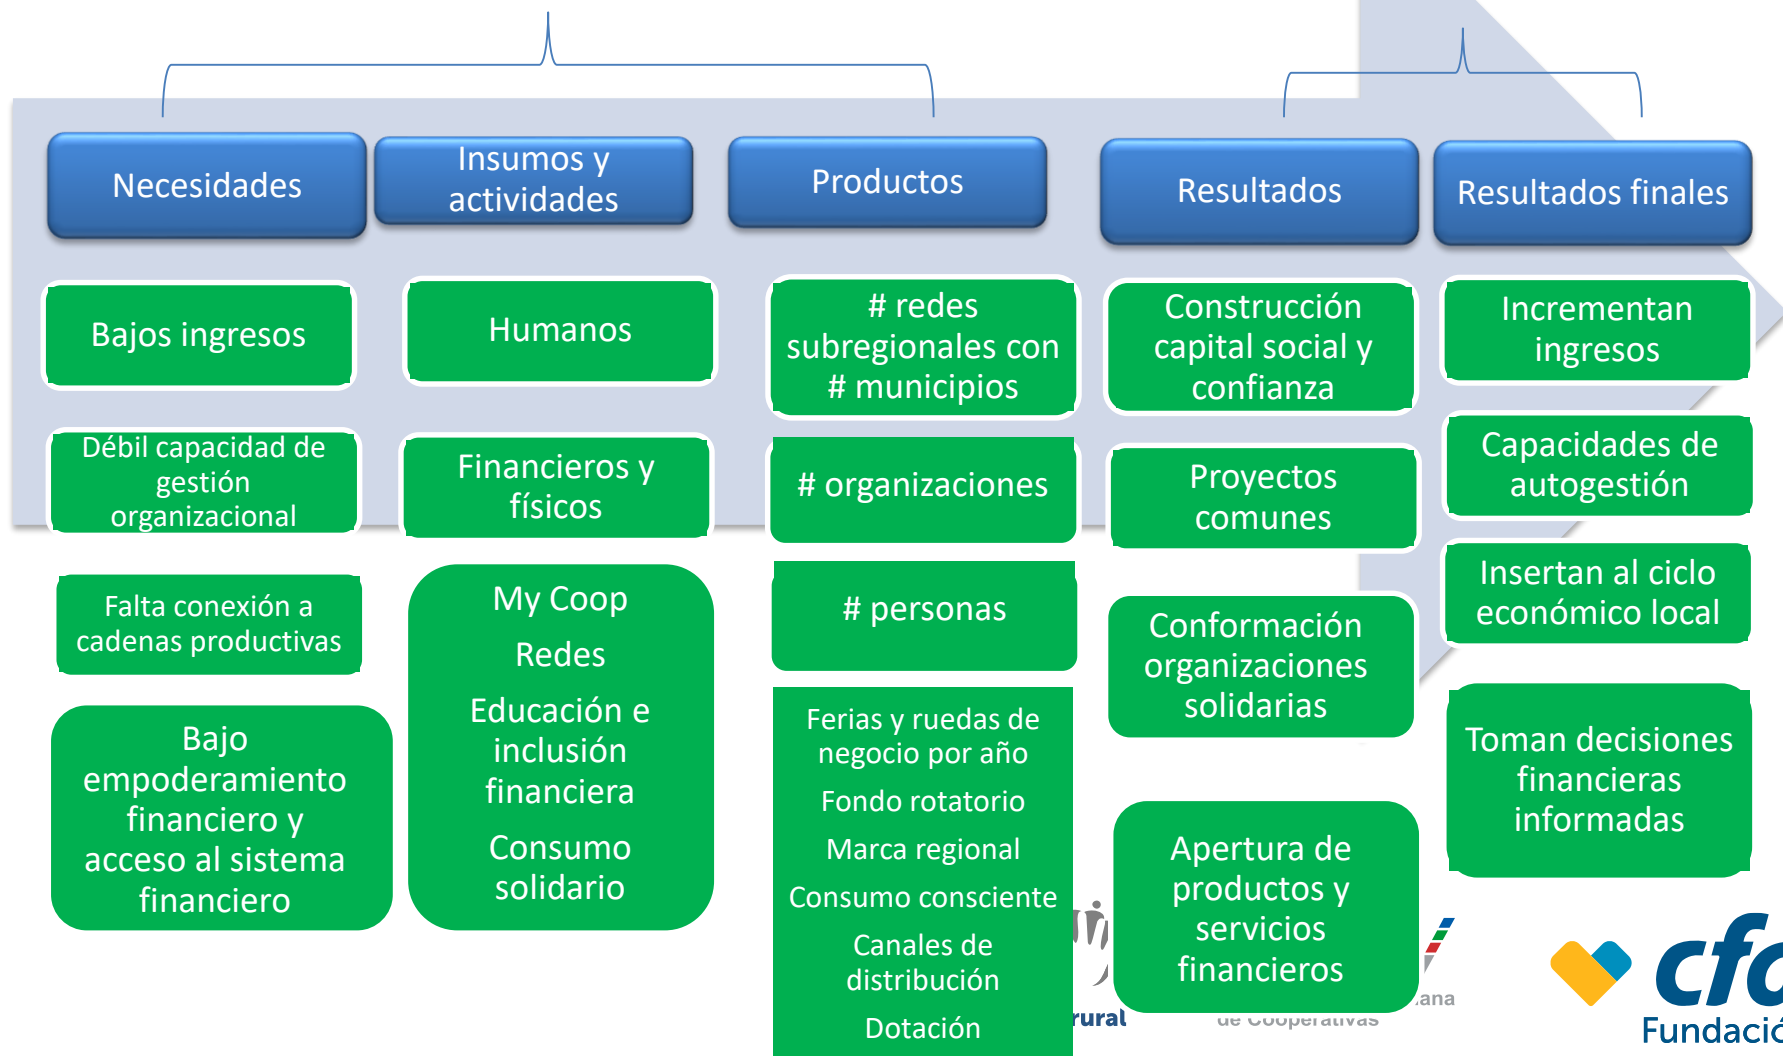 Necesidades
Insumos y
actividades
Productos
Resultados
Resultados finales
Bajos ingresos
Débil capacidad de
gestión
organizacional
Falta conexión a
cadenas productivas
Bajo
empoderamiento
financiero y
acceso al sistema
financiero
Humanos
Financieros y
físicos
My Coop
Redes
Educación e
inclusión
financiera
Consumo
solidario
# redes
subregionales con
# municipios
# organizaciones
# personas
Ferias y ruedas de
negocio por año
Fondo rotatorio
Marca regional
Consumo consciente
Canales de
distribución
Dotación
Construcción
capital social y
confianza
Proyectos
comunes
Conformación
organizaciones
solidarias
Apertura de
productos y
servicios
financieros
Incrementan
ingresos
Capacidades de
autogestión
Insertan al ciclo
económico local
Toman decisiones
financieras
informadas
rural
ana
de Cooperativas
cfa
Fundació